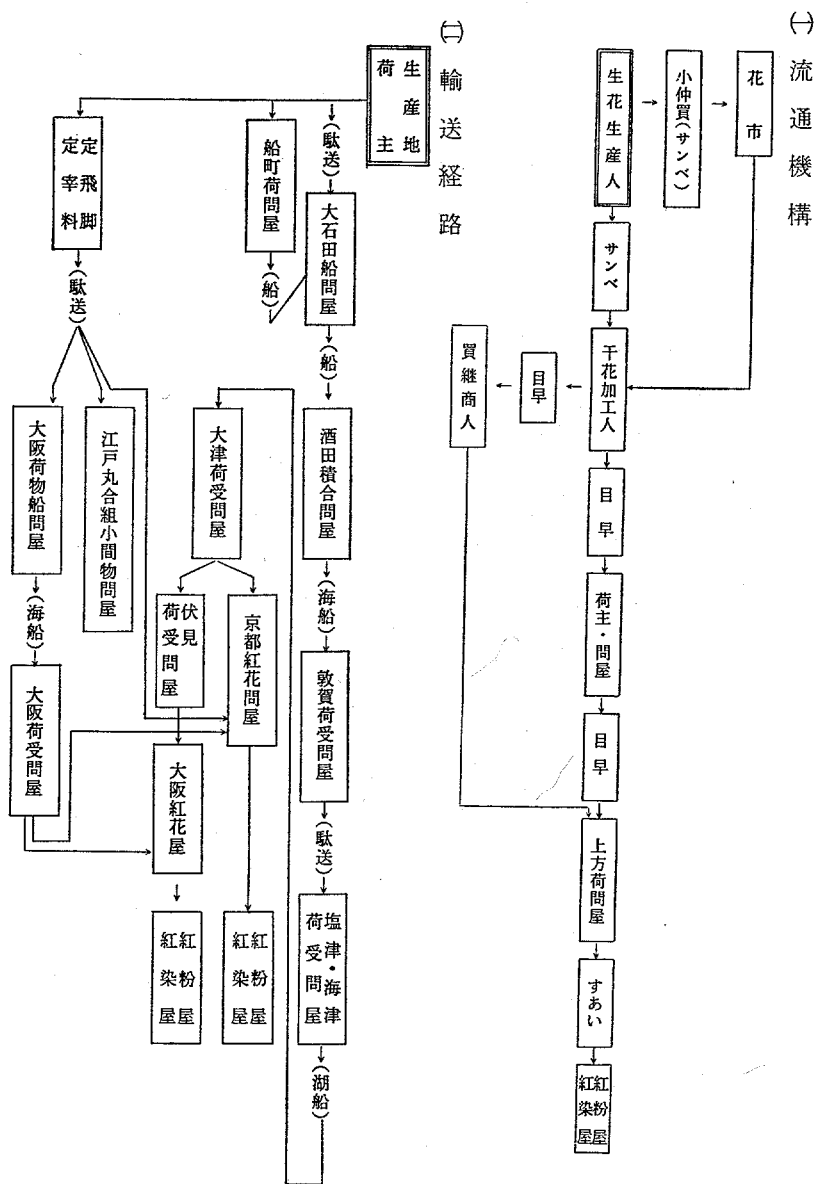 ㈠ 流通機構
花市
小仲買(サンベ)
生花生産人
サンベ
干花加工人
目早
買継商人
目早
荷主・問屋
目早
上方荷問屋
すあい
紅粉屋
紅染屋
㈡ 輸送経路
生産地
荷主
(駄送)
大石田船問屋
(船)
酒田積合問屋
(海船)
敦賀荷受問屋
(駄送)
塩津・海津
荷受問屋
(湖船)
船町荷問屋
(船)
大津荷受問屋
京都紅花問屋
紅粉屋
紅染屋
伏見
荷受問屋
大阪紅花屋
紅粉屋
紅染屋
定飛脚
定宰料
(駄送)
江戸丸合組小間物問屋
大阪荷物船問屋
(海船)
大阪荷受問屋